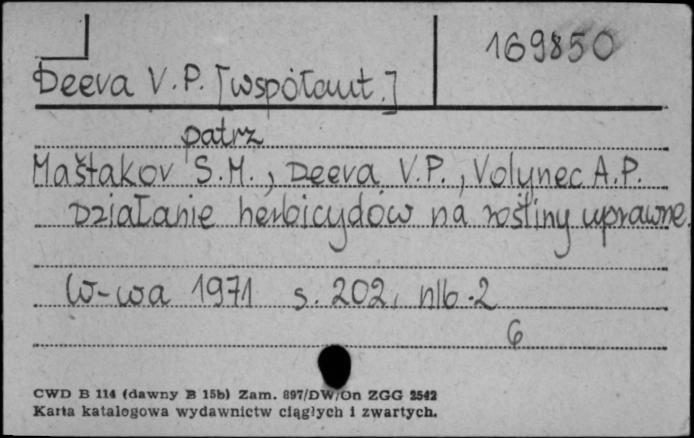 169850
Deeva V.P. [współaut.]
patrz
Maštakov S.M., Deeva V.P., Volynec A.P.
Działanie herbicydów na rośliny uprawne.
W-wa 1971 s. 202, nlb. 2
6
CWD B 114 (dawny B 15b) Zam. 897/DW/On ZGG 2542
Karta katalogowa wydawnictw ciągłych i zwartych.